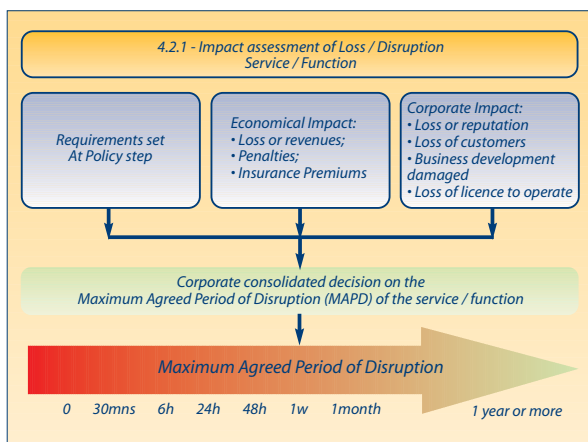 4.2.1 - Impact assessment of Loss / Disruption
Service / Function
Requirements set
At Policy step
Economical Impact:
• Loss or revenues;
• Penalties;
• Insurance Premiums
Corporate Impact:
• Loss or reputation
• Loss of customers
• Business development
damaged
• Loss of licence to operate
Corporate consolidated decision on the
Maximum Agreed Period of Disruption (MAPD) of the service / function
Maximum Agreed Period of Disruption
0 30mns 6h 24h 48h 1w 1month 1 year or more